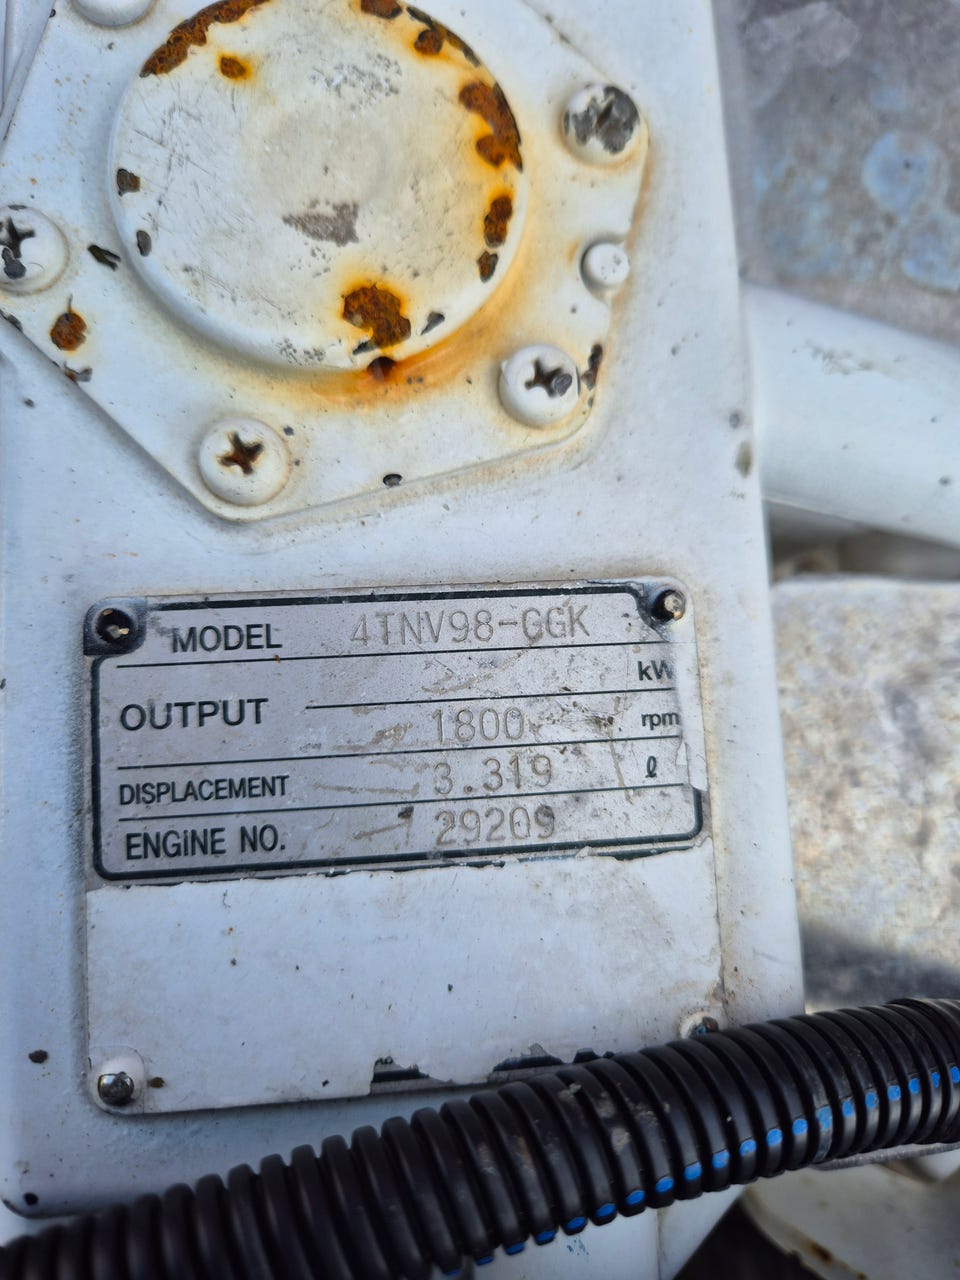 MODEL 4TNV98-GGK
kW
OUTPUT
1800 rpm
DISPLACEMENT 3.319 ℓ
ENGINE NO. 29209